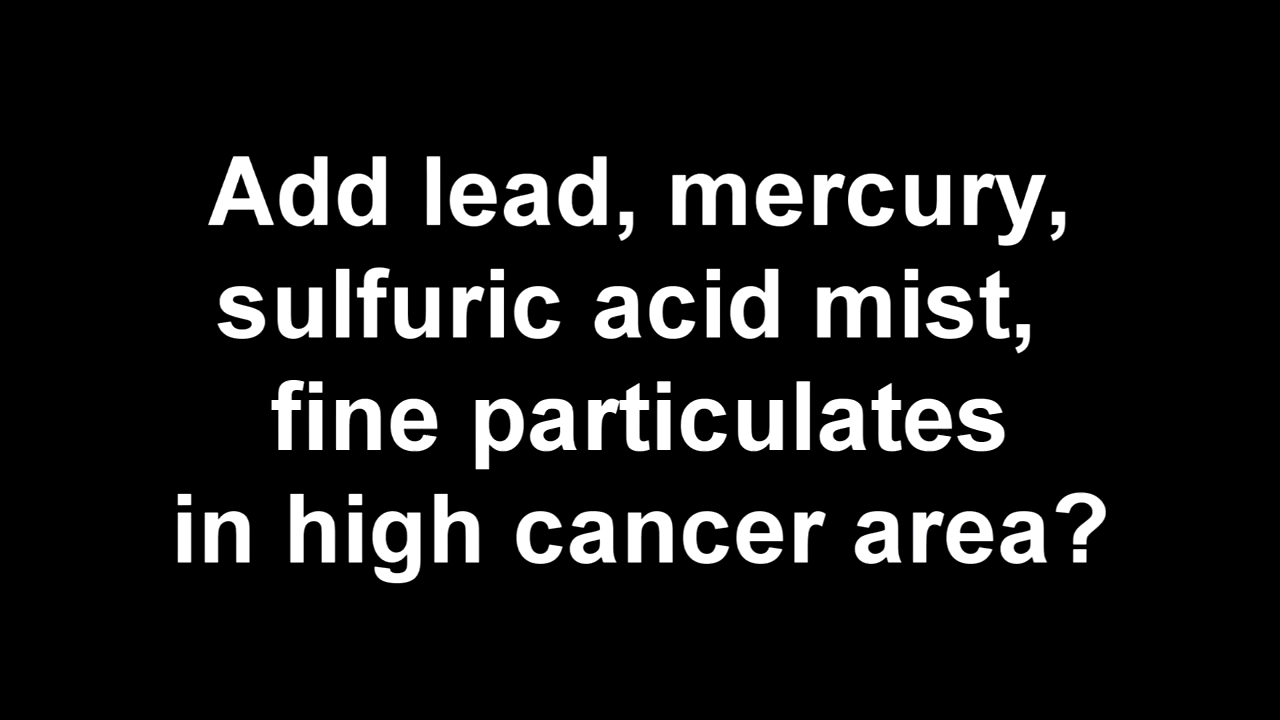 Add lead, mercury,
sulfuric acid mist,
fine particulates
in high cancer area?